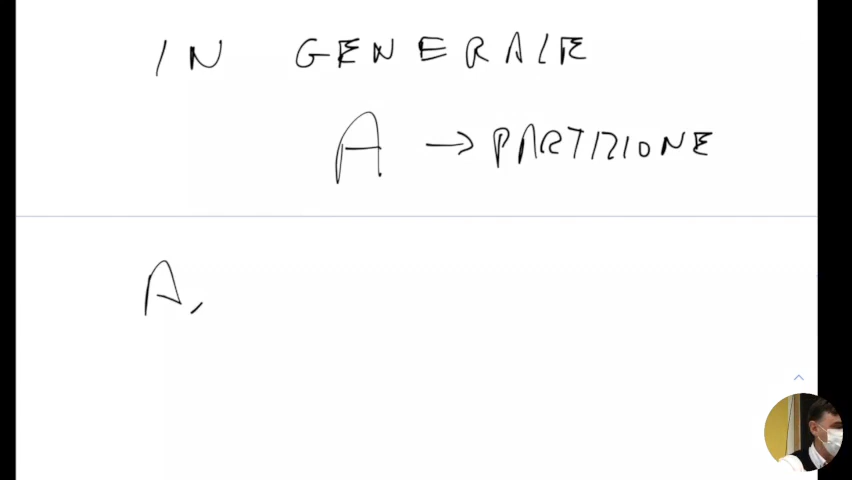 IN GENERALE
A → PARTIZIONE
A,